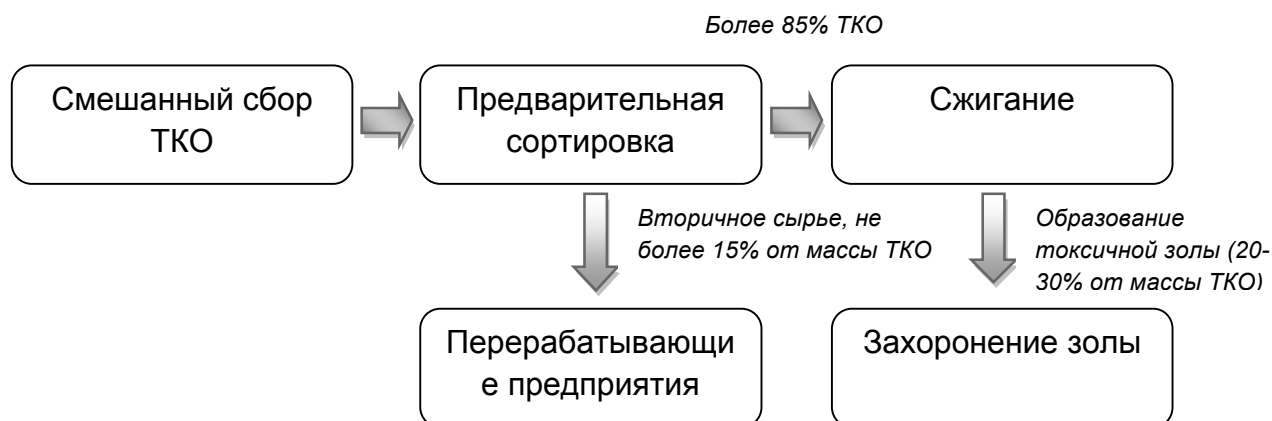 Более 85% ТКО
Смешанный сбор
ТКО
Предварительная
сортировка
Сжигание
Вторичное сырье, не
более 15% от массы ТКО
Образование
токсичной золы (20-
30% от массы ТКО)
Перерабатывающи
е предприятия
Захоронение золы